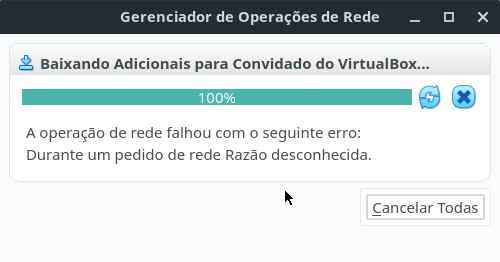 Gerenciador de Operações de Rede
Baixando Adicionais para Convidado do VirtualBox...
100%
A operação de rede falhou com o seguinte erro:
Durante um pedido de rede Razão desconhecida.
Cancelar Todas